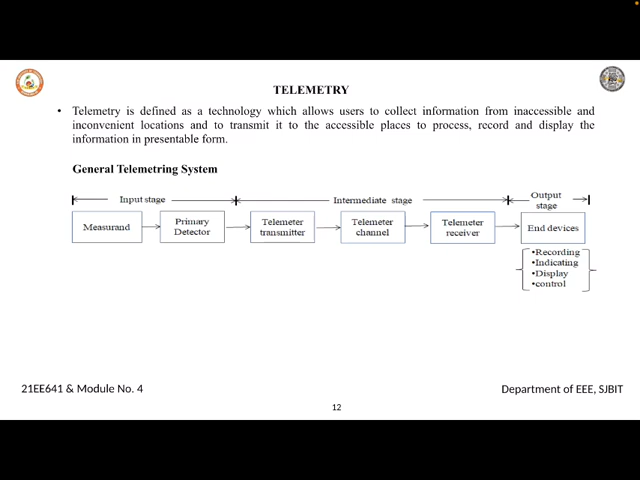 TELEMETRY
• Telemetry is defined as a technology which allows users to collect information from inaccessible and
inconvenient locations and to transmit it to the accessible places to process, record and display the
information in presentable form.
General Telemetring System
Input stage
Intermediate stage
Output
stage
Measurand
Primary
Detector
Telemeter
transmitter
Telemeter
channel
Telemeter
receiver
End devices
•Recording
•Indicating
•Display
•control
21EE641 & Module No. 4
Department of EEE, SJBIT
12